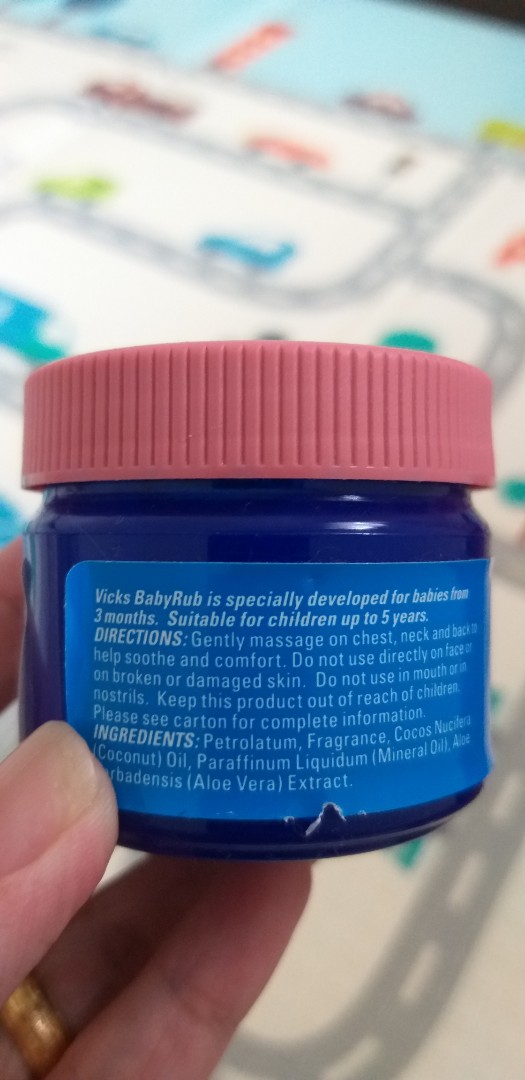 Vicks BabyRub is specially developed for babies from
3 months. Suitable for children up to 5 years.
DIRECTIONS: Gently massage on chest, neck and back to
help soothe and comfort. Do not use directly on face or
on broken or damaged skin. Do not use in mouth or in
nostrils. Keep this product out of reach of children.
Please see carton for complete information.
INGREDIENTS: Petrolatum, Fragrance, Cocos Nucifera
(Coconut) Oil, Paraffinum Liquidum (Mineral Oil), Aloe
rbadensis (Aloe Vera) Extract.